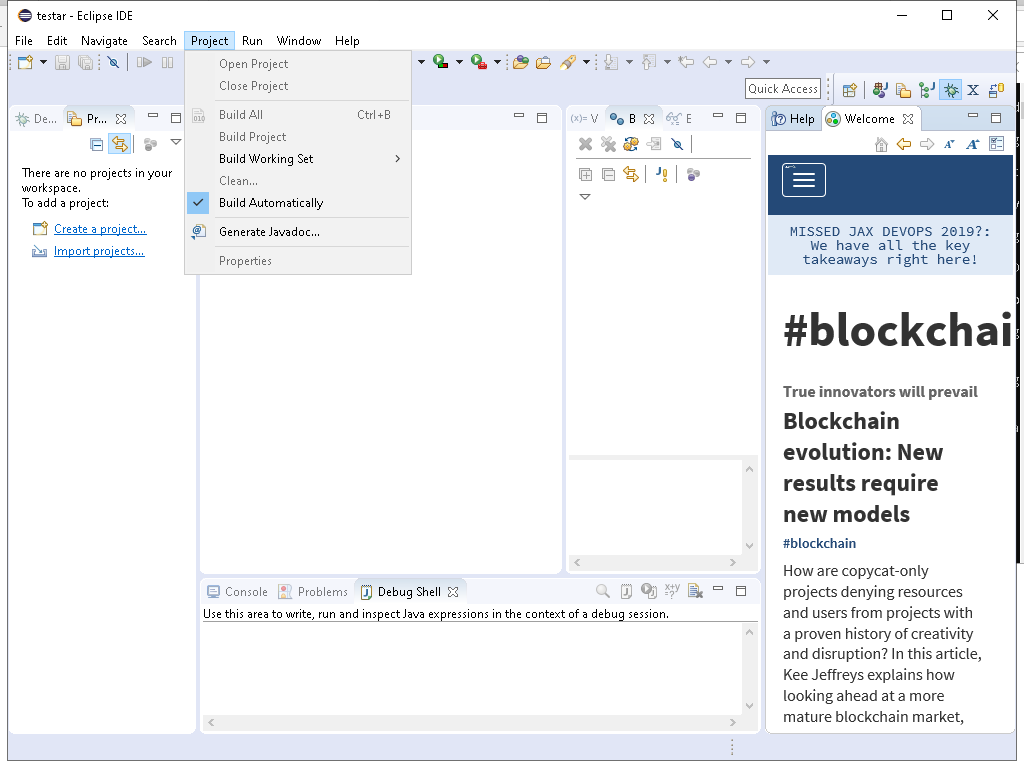 testar - Eclipse IDE
File Edit Navigate Search Project Run Window Help
Quick Access
De...
Pr...
There are no projects in your
workspace.
To add a project:
Create a project...
Import projects...
Open Project
Close Project
Build All Ctrl+B
Build Project
Build Working Set
Clean...
Build Automatically
Generate Javadoc...
Properties
(x)= V
B
E
Help
Welcome
MISSED JAX DEVOPS 2019?:
We have all the key
takeaways right here!
#blockchai
True innovators will prevail
Blockchain
evolution: New
results require
new models
#blockchain
How are copycat-only
projects denying resources
and users from projects with
a proven history of creativity
and disruption? In this article,
Kee Jeffreys explains how
looking ahead at a more
mature blockchain market,
Console
Problems
Debug Shell
Use this area to write, run and inspect Java expressions in the context of a debug session.